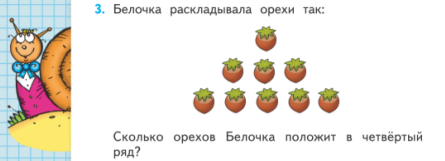 3. Белочка раскладывала орехи так:
Сколько орехов Белочка положит в четвёртый
ряд?